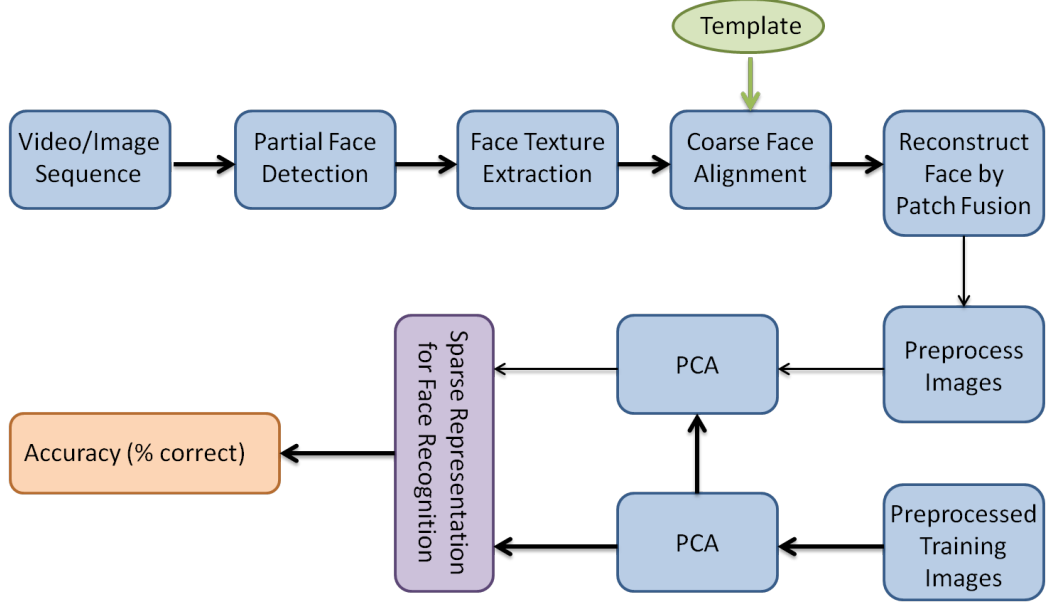 Template
Video/Image
Sequence
Partial Face
Detection
Face Texture
Extraction
Coarse Face
Alignment
Reconstruct
Face by
Patch Fusion
Sparse Representation
for Face Recognition
PCA
Preprocess
Images
Accuracy (% correct)
PCA
Preprocessed
Training
Images